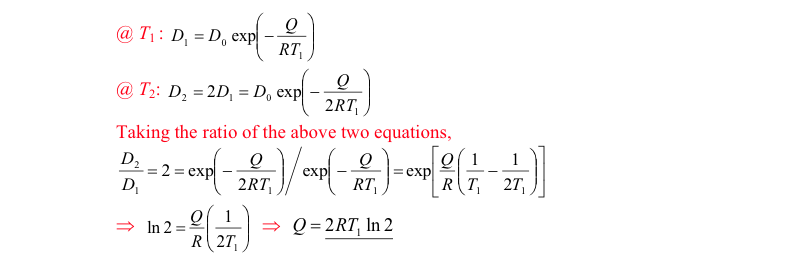 @ T₁ : D₁ = D₀ exp(−Q/RT₁)
@ T₂: D₂ = 2D₁ = D₀ exp(−Q/2RT₁)
Taking the ratio of the above two equations,
D₂/D₁ = 2 = exp(−Q/2RT₁)/exp(−Q/RT₁) = exp[Q/R(1/T₁ − 1/2T₁)]
⇒ ln 2 = Q/R(1/2T₁) ⇒ Q = 2RT₁ ln 2